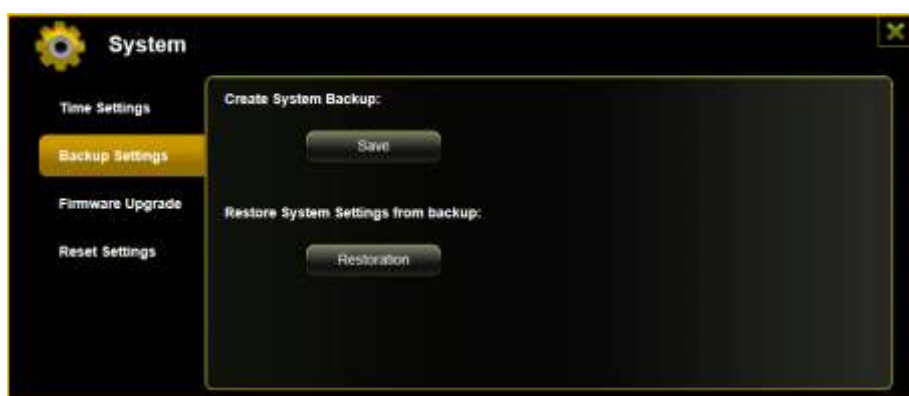 System
Time Settings
Backup Settings
Firmware Upgrade
Reset Settings
Create System Backup:
Save
Restore System Settings from backup:
Restoration